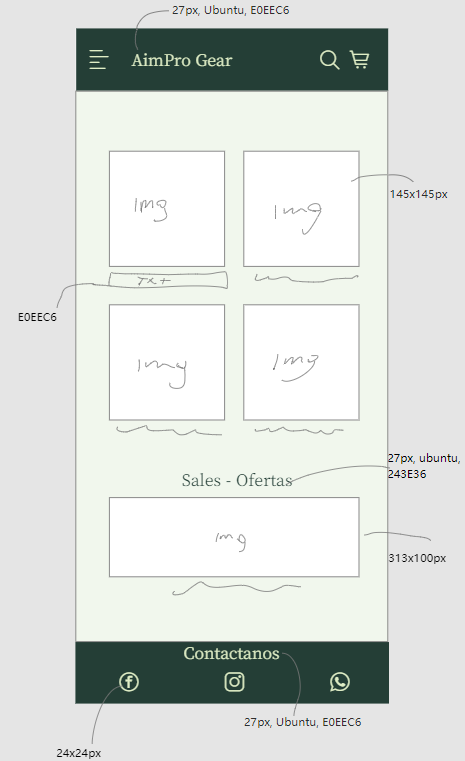 27px, Ubuntu, E0EEC6
AimPro Gear
Img
Img
145x145px
Txt
E0EEC6
Img
Img
27px, ubuntu,
243E36
Sales - Ofertas
Img
313x100px
Contactanos
27px, Ubuntu, E0EEC6
24x24px